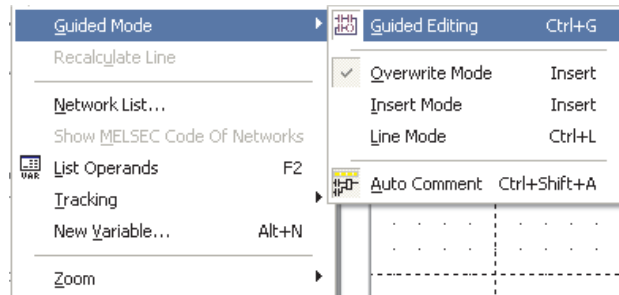 Guided Mode
Recalculate Line
Network List...
Show MELSEC Code Of Networks
VAR List Operands F2
Tracking
New Variable... Alt+N
Zoom
Guided Editing Ctrl+G
Overwrite Mode Insert
Insert Mode Insert
Line Mode Ctrl+L
Auto Comment Ctrl+Shift+A